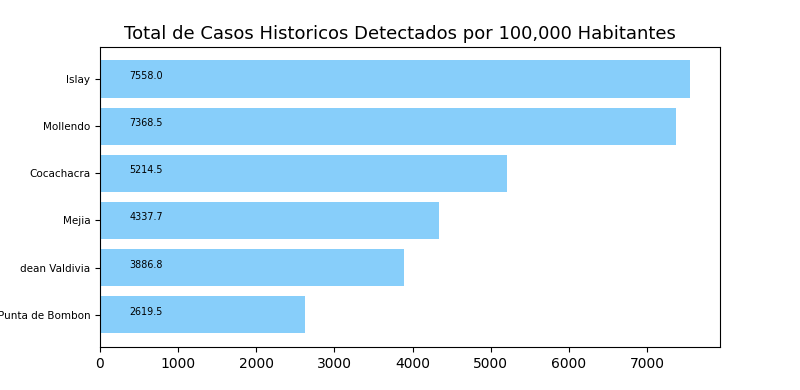 Total de Casos Historicos Detectados por 100,000 Habitantes
Islay 7558.0
Mollendo 7368.5
Cocachacra 5214.5
Mejia 4337.7
dean Valdivia 3886.8
Punta de Bombon 2619.5
0 1000 2000 3000 4000 5000 6000 7000